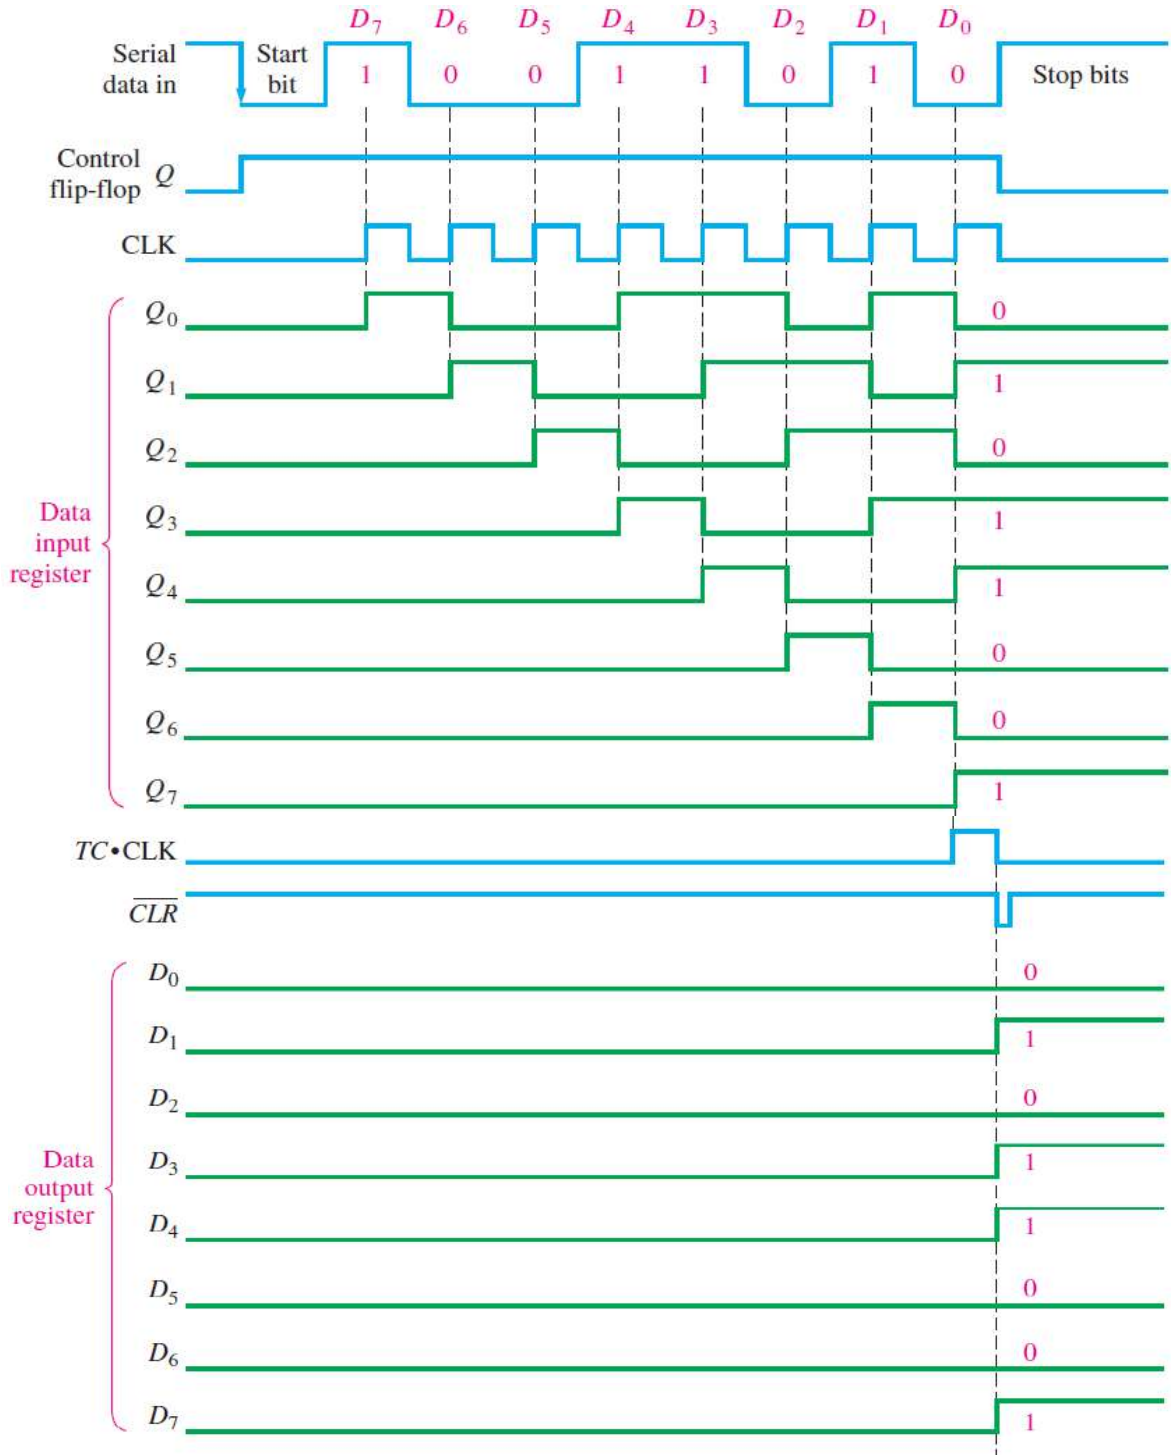 D7 D6 D5 D4 D3 D2 D1 D0
Serial
data in
Start
bit
1 0 0 1 1 0 1 0
Stop bits
Control
flip-flop
Q
CLK
Data
input
register
Q0 0
Q1 1
Q2 0
Q3 1
Q4 1
Q5 0
Q6 0
Q7 1
TC•CLK
C̅L̅R̅
Data
output
register
D0 0
D1 1
D2 0
D3 1
D4 1
D5 0
D6 0
D7 1